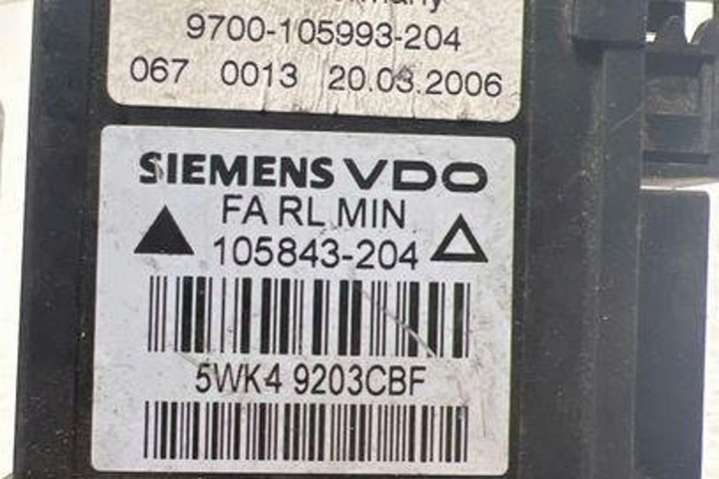 9700-105993-204
067 0013 20.03.2006
SIEMENS VDO
FA RL MIN
105843-204
5WK4 9203CBF